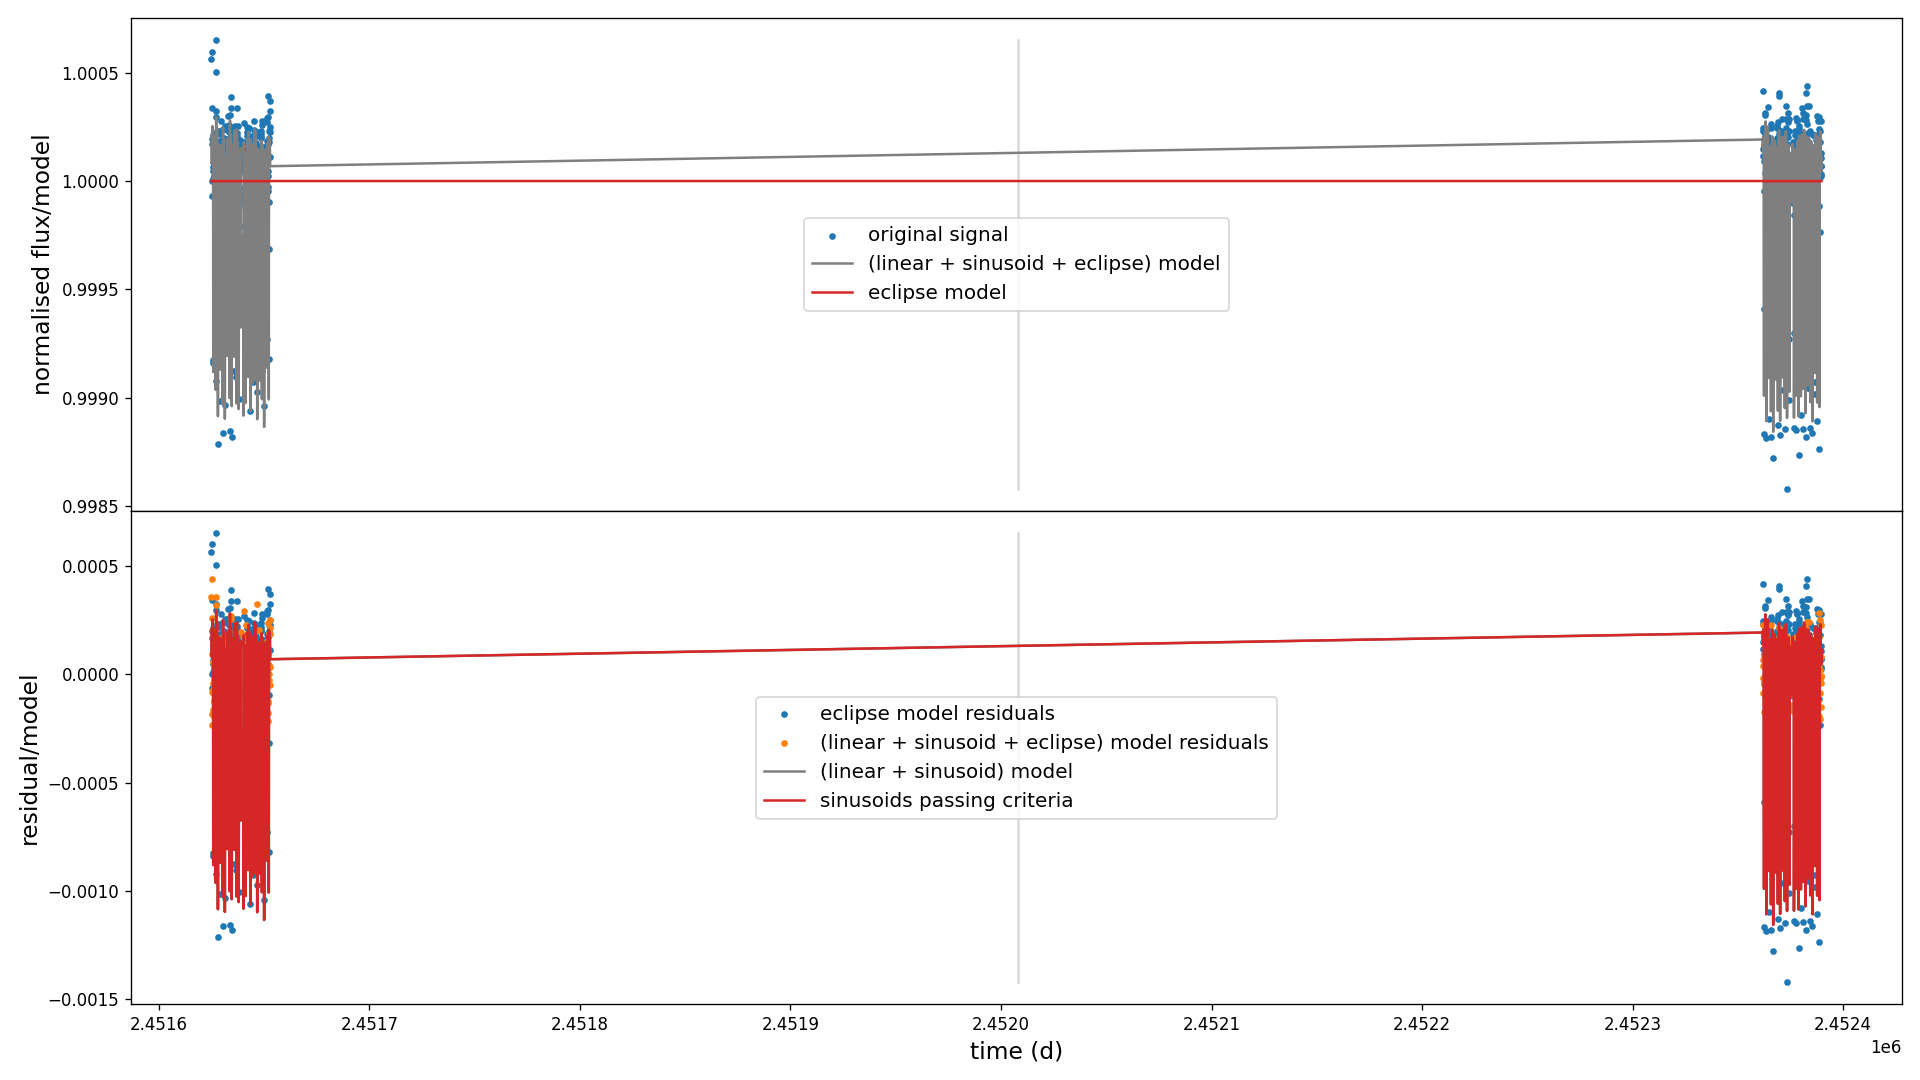 normalised flux/model
1.0005
1.0000
0.9995
0.9990
0.9985
original signal
(linear + sinusoid + eclipse) model
eclipse model
residual/model
0.0005
0.0000
−0.0005
−0.0010
−0.0015
eclipse model residuals
(linear + sinusoid + eclipse) model residuals
(linear + sinusoid) model
sinusoids passing criteria
2.4516 2.4517 2.4518 2.4519 2.4520 2.4521 2.4522 2.4523 2.4524
1e6
time (d)